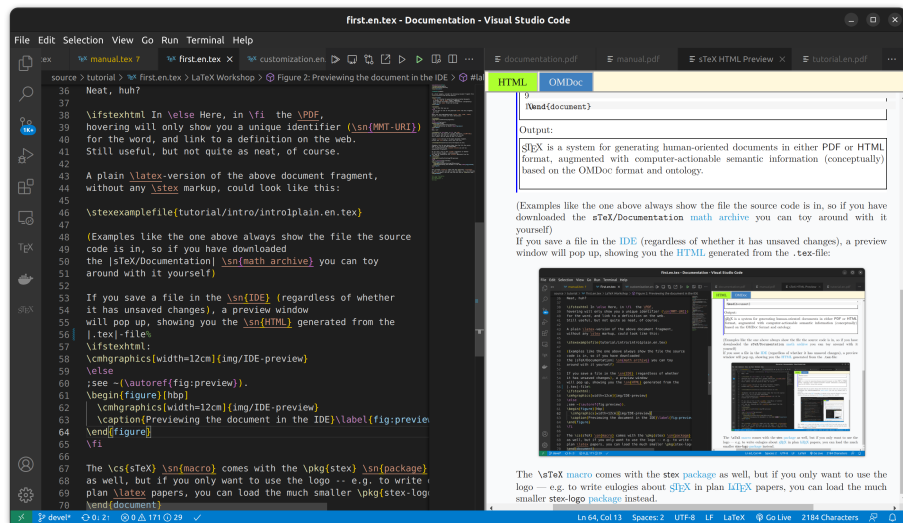 first.en.tex - Documentation - Visual Studio Code
File Edit Selection View Go Run Terminal Help
.ex manual.tex 7 first.en.tex customization.en. documentation.pdf manual.pdf sTeX HTML Preview tutorial.en.pdf
source > tutorial > first.en.tex > LaTeX Workshop > Figure 2: Previewing the document in the IDE > #la
36 Neat, huh?
37
38 \ifstexhtml In \else Here, in \fi the \PDF,
39 hovering will only show you a unique identifier (\sn{MMT-URI})
40 for the word, and link to a definition on the web.
41 Still useful, but not quite as neat, of course.
42
43 A plain \latex-version of the above document fragment,
44 without any \stex markup, could look like this:
45
46 \stexexamplefile{tutorial/intro/intro1plain.en.tex}
47
48 (Examples like the one above always show the file the source
49 code is in, so if you have downloaded
50 the |sTeX/Documentation| \sn{math archive} you can toy
51 around with it yourself)
52
53 If you save a file in the \sn{IDE} (regardless of whether
54 it has unsaved changes), a preview window
55 will pop up, showing you the \sn{HTML} generated from the
56 |.tex|-file%
57 \ifstexhtml:
58 \cmhgraphics[width=12cm]{img/IDE-preview}
59 \else
60 ;see ~(\autoref{fig:preview}).
61 \begin{figure}[hbp]
62 \cmhgraphics[width=12cm]{img/IDE-preview}
63 \caption{Previewing the document in the IDE}\label{fig:preview
64 \end{figure}
65 \fi
66
67 The \cs{sTeX} \sn{macro} comes with the \pkg{stex} \sn{package}
68 as well, but if you only want to use the logo -- e.g. to write
69 plan \latex papers, you can load the much smaller \pkg{stex-logo
70 \end{document}
1K+
TEX
sTEX
HTML OMDoc
9
\end{document}
Output:
sTEX is a system for generating human-oriented documents in either PDF or HTML
format, augmented with computer-actionable semantic information (conceptually)
based on the OMDoc format and ontology.
(Examples like the one above always show the file the source code is in, so if you have
downloaded the sTeX/Documentation math archive you can toy around with it
yourself)
If you save a file in the IDE (regardless of whether it has unsaved changes), a preview
window will pop up, showing you the HTML generated from the .tex-file:
The \sTeX macro comes with the stex package as well, but if you only want to use the
logo — e.g. to write eulogies about sTEX in plan LATEX papers, you can load the much
smaller stex-logo package instead.
devel* 0↓ 2↑ 0 171 29 Ln 64, Col 13 Spaces: 2 UTF-8 LF LaTeX Go Live 2184 Characters